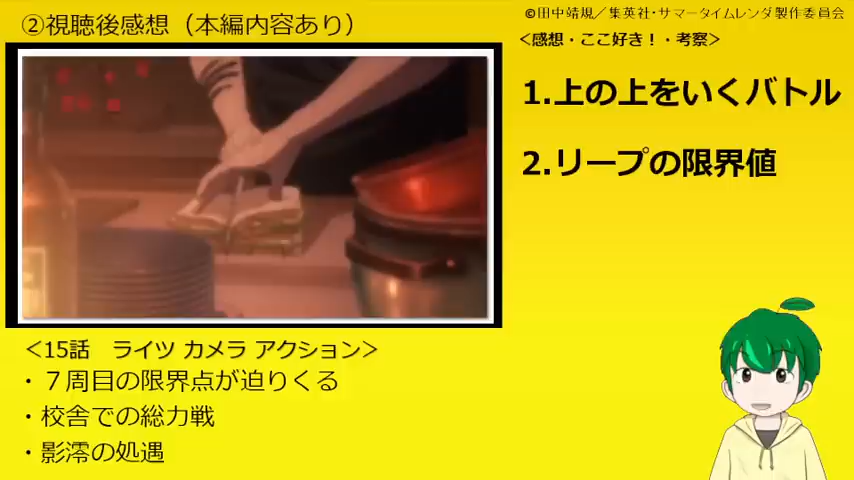 ②視聴後感想（本編内容あり）
©田中靖規／集英社・サマータイムレンダ製作委員会
＜感想・ここ好き！・考察＞
1.上の上をいくバトル
2.リープの限界値
＜15話　ライツ カメラ アクション＞
・７周目の限界点が迫りくる
・校舎での総力戦
・影澪の処遇